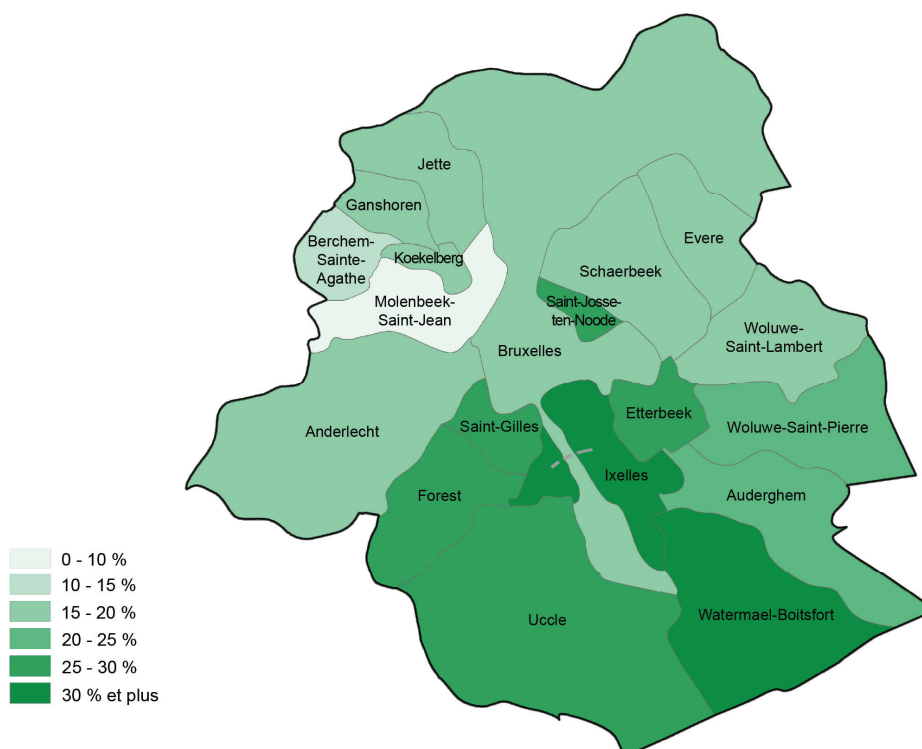 Jette
Ganshoren
Evere
Berchem-
Sainte-
Agathe
Koekelberg
Schaerbeek
Molenbeek-
Saint-Jean
Saint-Josse-
ten-Noode
Woluwe-
Saint-Lambert
Bruxelles
Etterbeek
Saint-Gilles
Woluwe-Saint-Pierre
Anderlecht
Ixelles
Forest
Auderghem
Uccle
Watermael-Boitsfort
0 - 10 %
10 - 15 %
15 - 20 %
20 - 25 %
25 - 30 %
30 % et plus